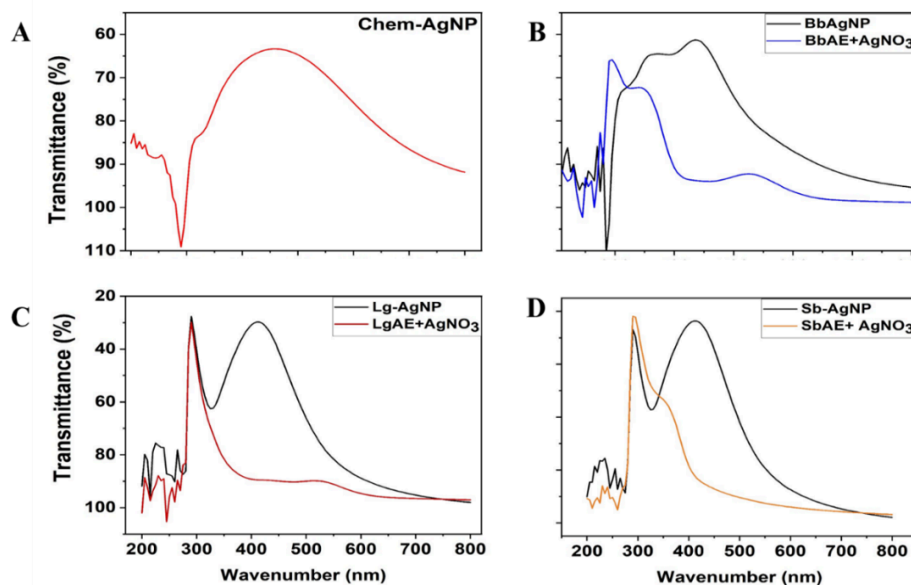 A
Chem-AgNP
Transmittance (%)
60
70
80
90
100
110
B
BbAgNP
BbAE+AgNO₃
C
Lg-AgNP
LgAE+AgNO₃
Transmittance (%)
20
40
60
80
100
200 300 400 500 600 700 800
Wavenumber (nm)
D
Sb-AgNP
SbAE+ AgNO₃
200 300 400 500 600 700 800
Wavenumber (nm)